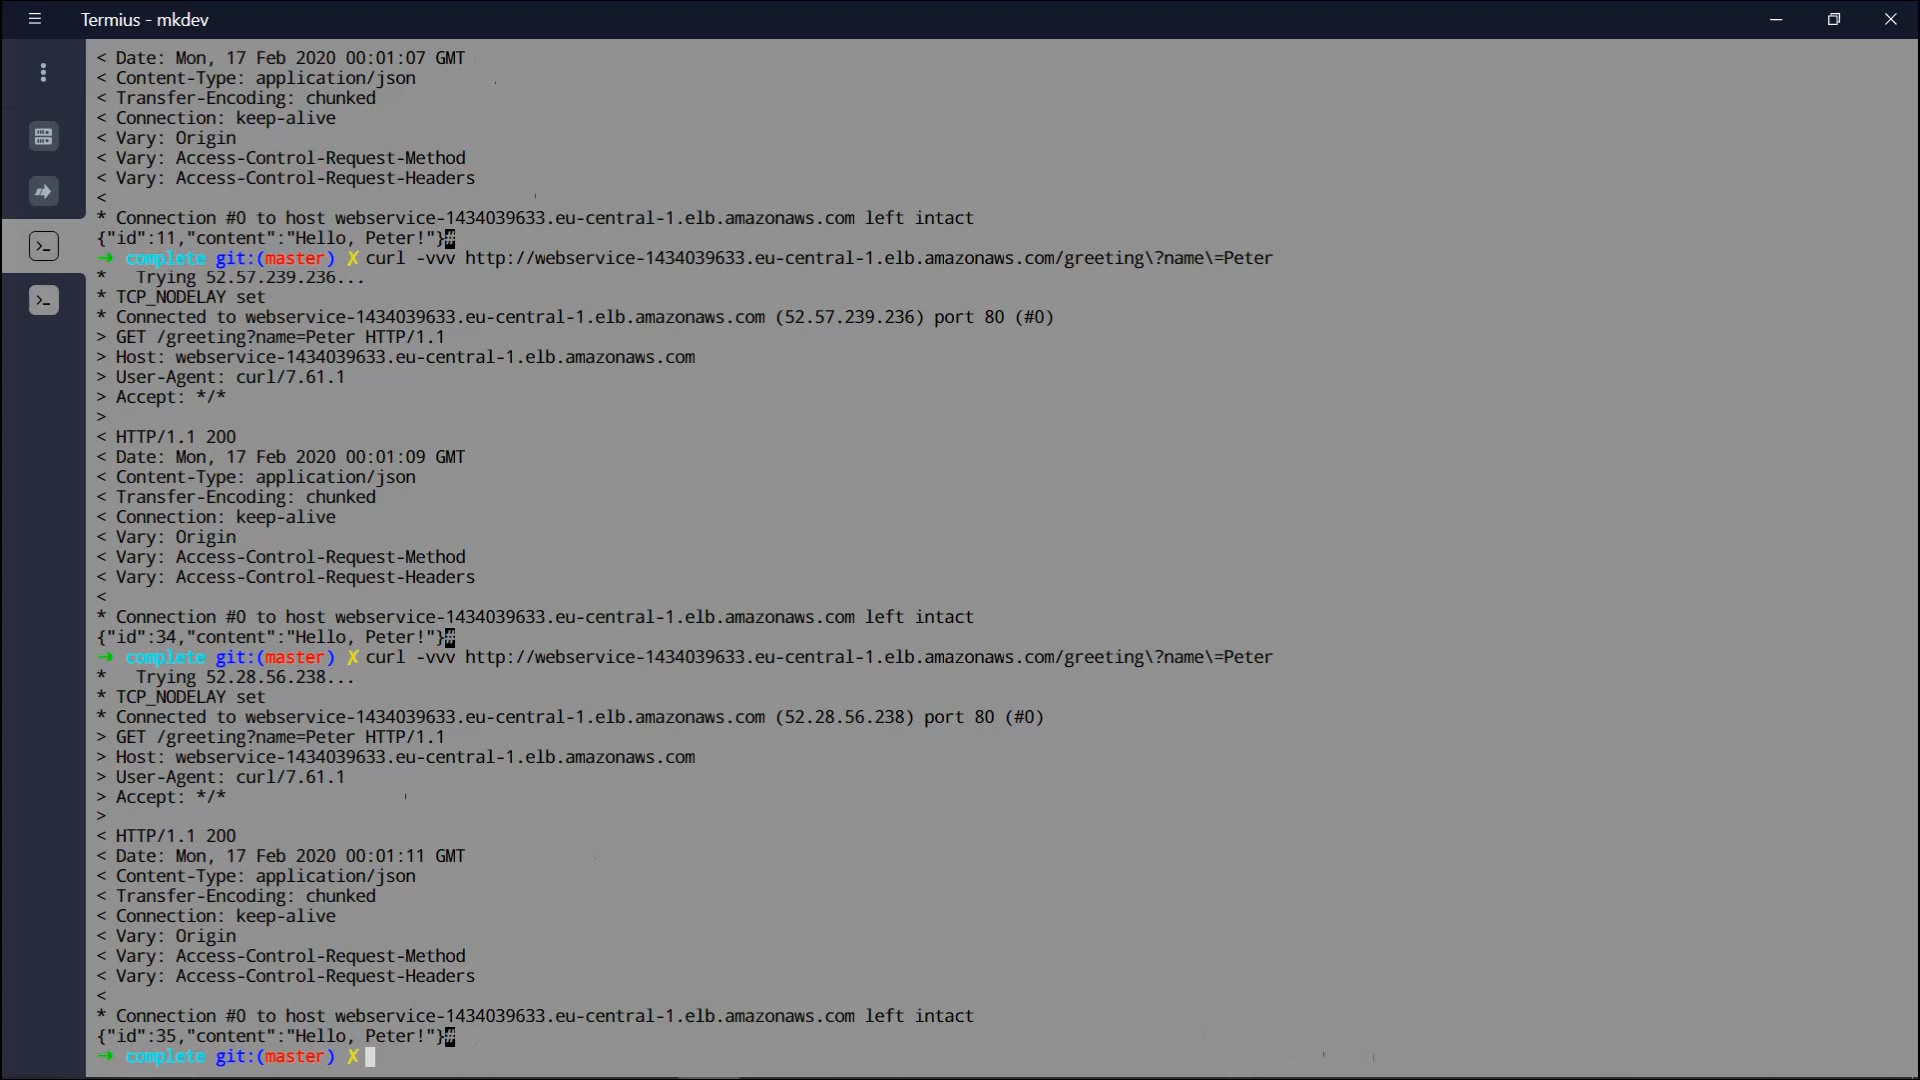 Termius - mkdev
< Date: Mon, 17 Feb 2020 00:01:07 GMT
< Content-Type: application/json
< Transfer-Encoding: chunked
< Connection: keep-alive
< Vary: Origin
< Vary: Access-Control-Request-Method
< Vary: Access-Control-Request-Headers
<
* Connection #0 to host webservice-1434039633.eu-central-1.elb.amazonaws.com left intact
{"id":11,"content":"Hello, Peter!"}#
→ complete git:(master) ✗ curl -vvv http://webservice-1434039633.eu-central-1.elb.amazonaws.com/greeting\?name\=Peter
*   Trying 52.57.239.236...
* TCP_NODELAY set
* Connected to webservice-1434039633.eu-central-1.elb.amazonaws.com (52.57.239.236) port 80 (#0)
> GET /greeting?name=Peter HTTP/1.1
> Host: webservice-1434039633.eu-central-1.elb.amazonaws.com
> User-Agent: curl/7.61.1
> Accept: */*
>
< HTTP/1.1 200
< Date: Mon, 17 Feb 2020 00:01:09 GMT
< Content-Type: application/json
< Transfer-Encoding: chunked
< Connection: keep-alive
< Vary: Origin
< Vary: Access-Control-Request-Method
< Vary: Access-Control-Request-Headers
<
* Connection #0 to host webservice-1434039633.eu-central-1.elb.amazonaws.com left intact
{"id":34,"content":"Hello, Peter!"}#
→ complete git:(master) ✗ curl -vvv http://webservice-1434039633.eu-central-1.elb.amazonaws.com/greeting\?name\=Peter
*   Trying 52.28.56.238...
* TCP_NODELAY set
* Connected to webservice-1434039633.eu-central-1.elb.amazonaws.com (52.28.56.238) port 80 (#0)
> GET /greeting?name=Peter HTTP/1.1
> Host: webservice-1434039633.eu-central-1.elb.amazonaws.com
> User-Agent: curl/7.61.1
> Accept: */*
>
< HTTP/1.1 200
< Date: Mon, 17 Feb 2020 00:01:11 GMT
< Content-Type: application/json
< Transfer-Encoding: chunked
< Connection: keep-alive
< Vary: Origin
< Vary: Access-Control-Request-Method
< Vary: Access-Control-Request-Headers
<
* Connection #0 to host webservice-1434039633.eu-central-1.elb.amazonaws.com left intact
{"id":35,"content":"Hello, Peter!"}#
→ complete git:(master) ✗